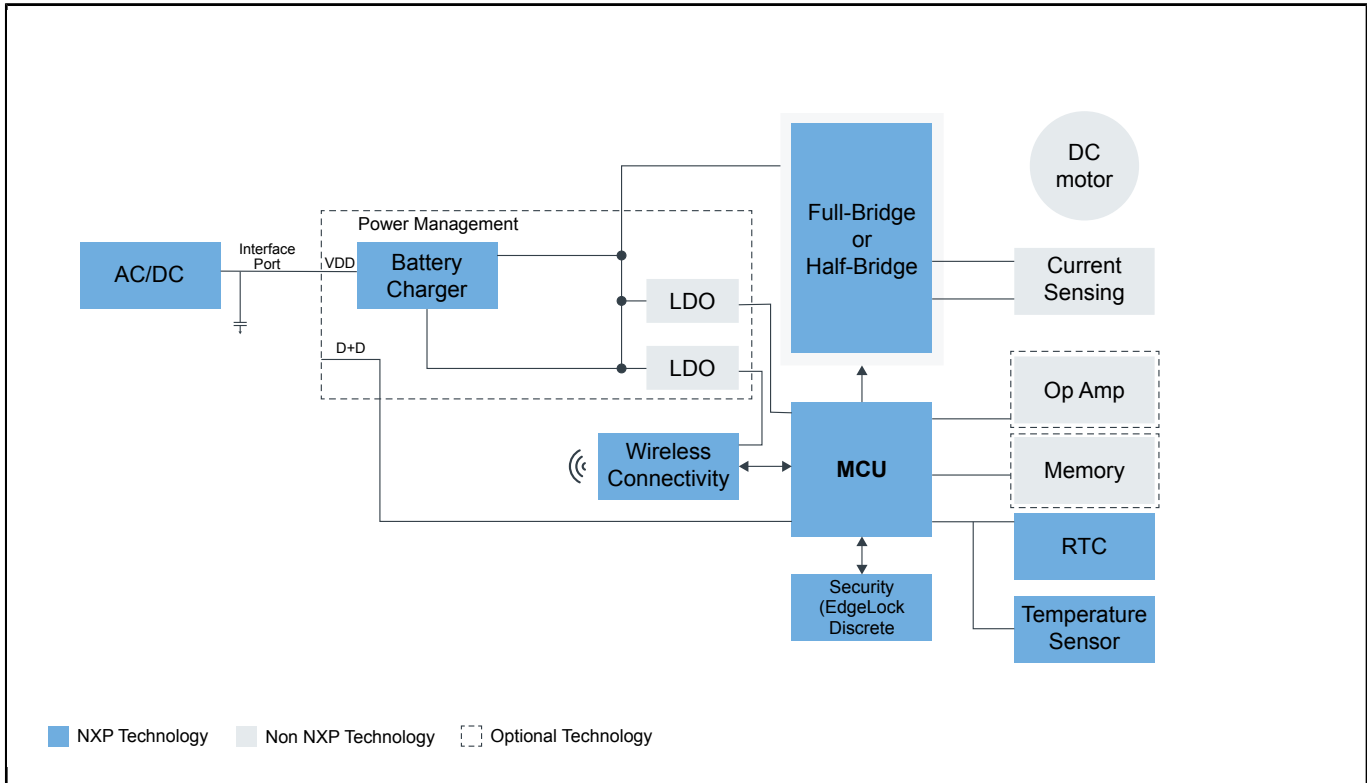 DC
motor
Full-Bridge
or
Half-Bridge
Power Management
Interface
Port
AC/DC
VDD
Battery
Charger
Current
Sensing
LDO
D+D
LDO
Op Amp
Wireless
Connectivity
MCU
Memory
RTC
Security
(EdgeLock
Discrete
Temperature
Sensor
NXP Technology
Non NXP Technology
Optional Technology